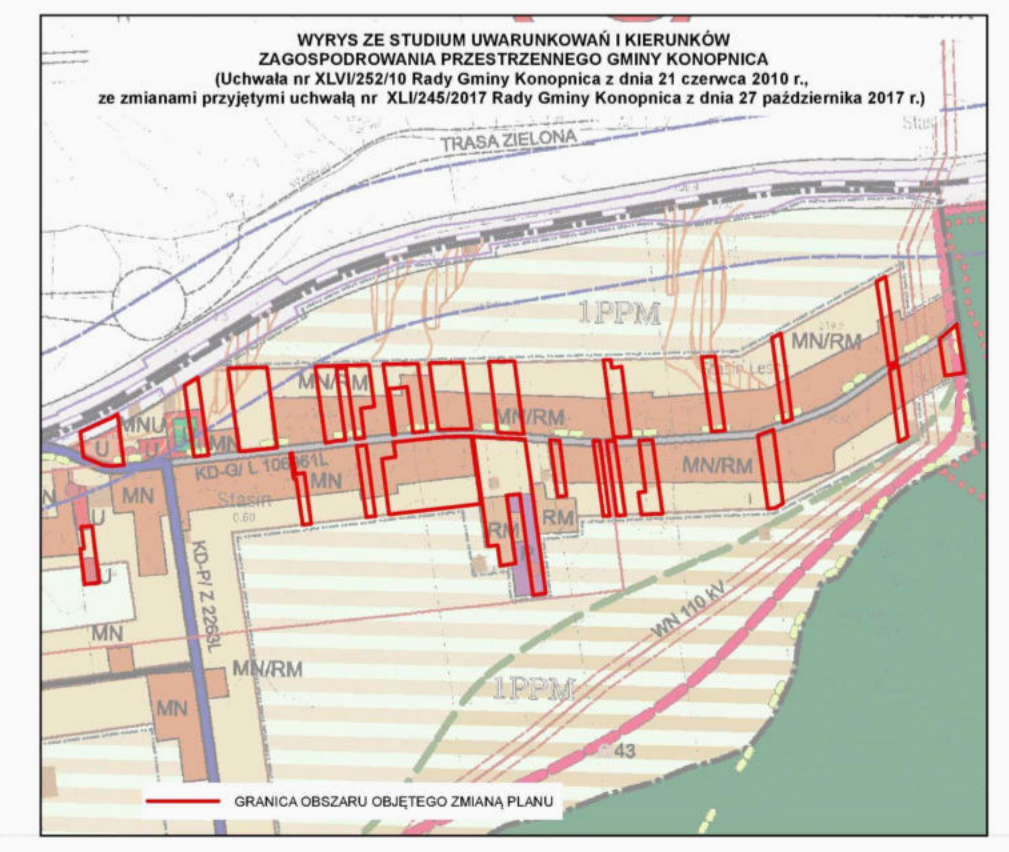 WYRYS ZE STUDIUM UWARUNKOWAŃ I KIERUNKÓW
ZAGOSPODROWANIA PRZESTRZENNEGO GMINY KONOPNICA
(Uchwała nr XLVI/252/10 Rady Gminy Konopnica z dnia 21 czerwca 2010 r.,
ze zmianami przyjętymi uchwałą nr XLI/245/2017 Rady Gminy Konopnica z dnia 27 października 2017 r.)
TRASA ZIELONA
1PPM
MN/RM
MN/RM
MNU
MN/RM
U
U
MN
KD-G/ L
MN
MN/RM
MN
Stasin
0.60
U
RM
RM
U
KD-P/ Z 2263L
WN 110 kV
MN
MN/RM
1PPM
MN
43
GRANICA OBSZARU OBJĘTEGO ZMIANĄ PLANU